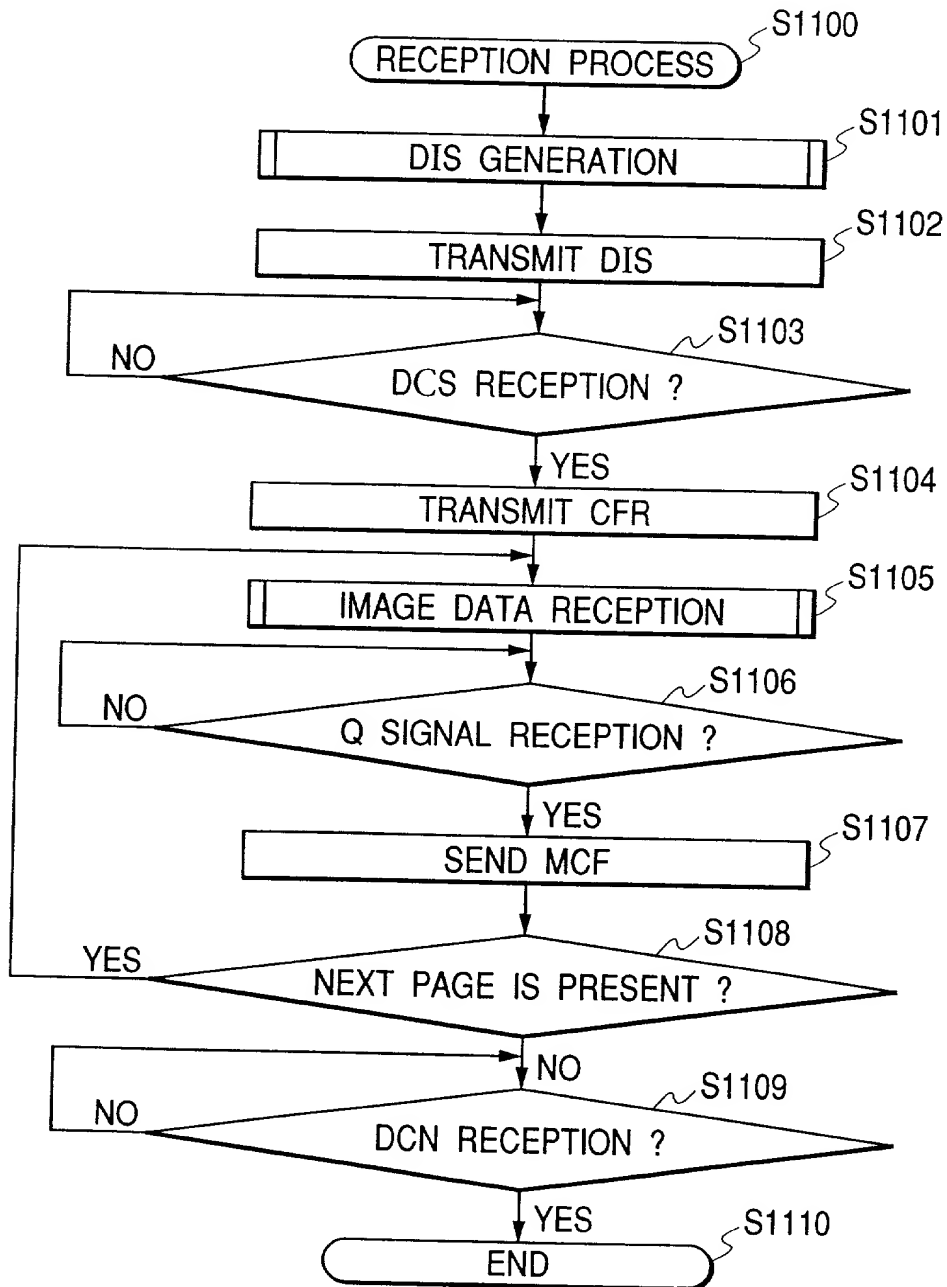 S1100
RECEPTION PROCESS
S1101
DIS GENERATION
S1102
TRANSMIT DIS
S1103
NO
DCS RECEPTION ?
YES
S1104
TRANSMIT CFR
S1105
IMAGE DATA RECEPTION
S1106
NO
Q SIGNAL RECEPTION ?
YES
S1107
SEND MCF
S1108
YES
NEXT PAGE IS PRESENT ?
NO
S1109
NO
DCN RECEPTION ?
YES
S1110
END